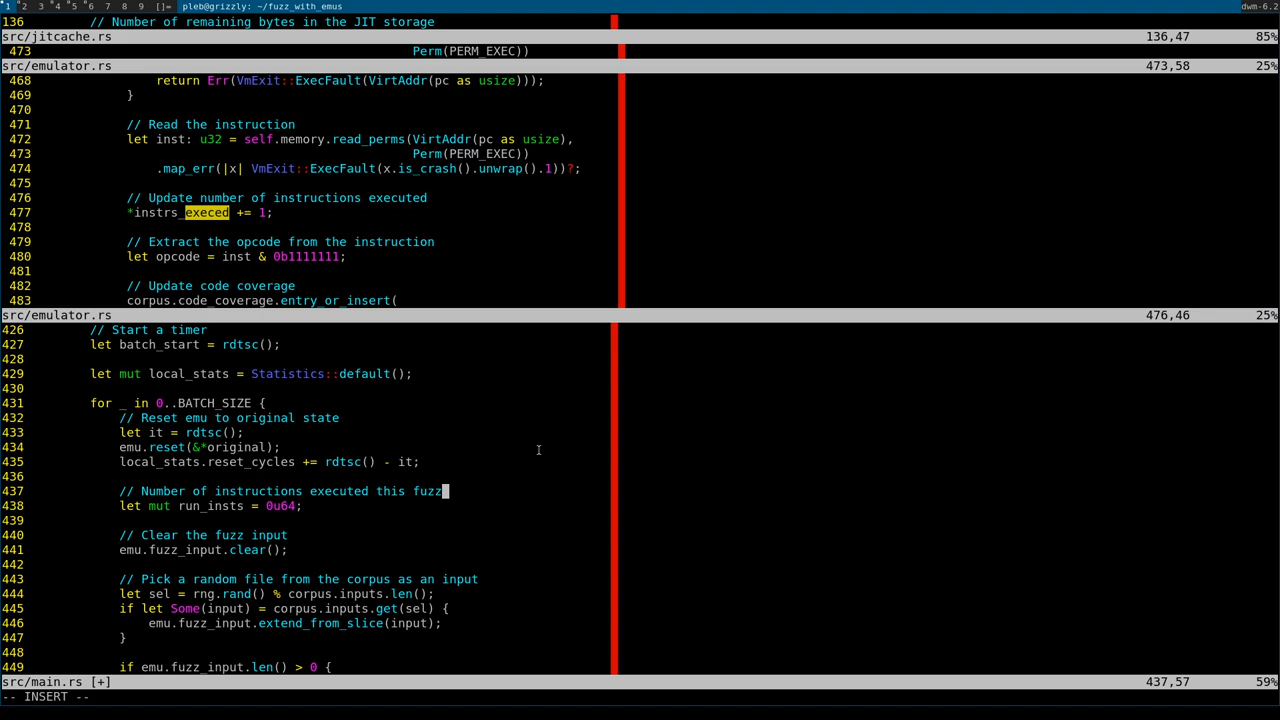 1 2 3 4 5 6 7 8 9 []= pleb@grizzly: ~/fuzz_with_emus dwm-6.2
136         // Number of remaining bytes in the JIT storage
src/jitcache.rs 136,47 85%
473                                                     Perm(PERM_EXEC))
src/emulator.rs 473,58 25%
468                 return Err(VmExit::ExecFault(VirtAddr(pc as usize)));
469             }
470
471             // Read the instruction
472             let inst: u32 = self.memory.read_perms(VirtAddr(pc as usize),
473                                                     Perm(PERM_EXEC))
474                 .map_err(|x| VmExit::ExecFault(x.is_crash().unwrap().1))?;
475
476             // Update number of instructions executed
477             *instrs_execed += 1;
478
479             // Extract the opcode from the instruction
480             let opcode = inst & 0b1111111;
481
482             // Update code coverage
483             corpus.code_coverage.entry_or_insert(
src/emulator.rs 476,46 25%
426         // Start a timer
427         let batch_start = rdtsc();
428
429         let mut local_stats = Statistics::default();
430
431         for _ in 0..BATCH_SIZE {
432             // Reset emu to original state
433             let it = rdtsc();
434             emu.reset(&*original);
435             local_stats.reset_cycles += rdtsc() - it;
436
437             // Number of instructions executed this fuzz
438             let mut run_insts = 0u64;
439
440             // Clear the fuzz input
441             emu.fuzz_input.clear();
442
443             // Pick a random file from the corpus as an input
444             let sel = rng.rand() % corpus.inputs.len();
445             if let Some(input) = corpus.inputs.get(sel) {
446                 emu.fuzz_input.extend_from_slice(input);
447             }
448
449             if emu.fuzz_input.len() > 0 {
src/main.rs [+] 437,57 59%
-- INSERT --